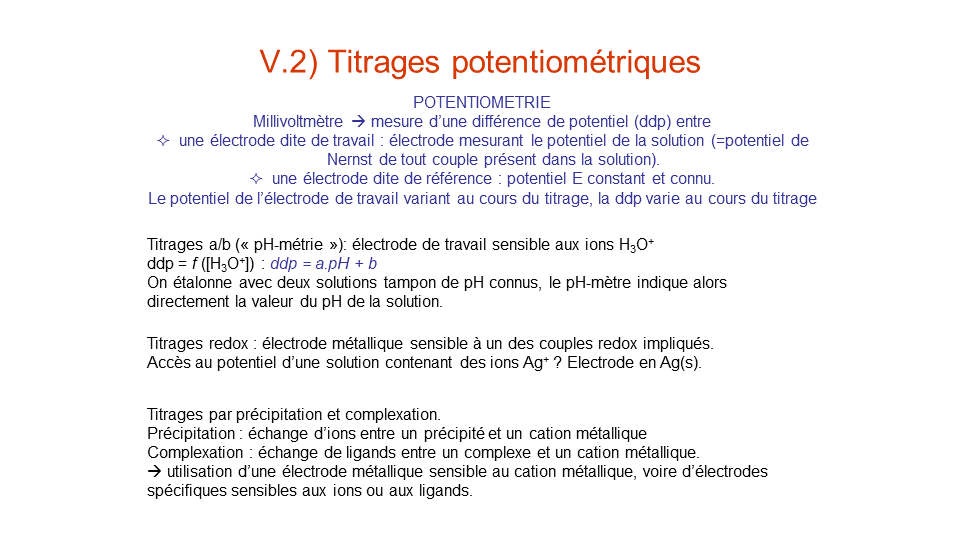 V.2) Titrages potentiométriques
POTENTIOMETRIE
Millivoltmètre → mesure d’une différence de potentiel (ddp) entre
✧ une électrode dite de travail : électrode mesurant le potentiel de la solution (=potentiel de
Nernst de tout couple présent dans la solution).
✧ une électrode dite de référence : potentiel E constant et connu.
Le potentiel de l’électrode de travail variant au cours du titrage, la ddp varie au cours du titrage
Titrages a/b (« pH-métrie »): électrode de travail sensible aux ions H₃O⁺
ddp = f ([H₃O⁺]) : ddp = a.pH + b
On étalonne avec deux solutions tampon de pH connus, le pH-mètre indique alors
directement la valeur du pH de la solution.
Titrages redox : électrode métallique sensible à un des couples redox impliqués.
Accès au potentiel d’une solution contenant des ions Ag⁺ ? Electrode en Ag(s).
Titrages par précipitation et complexation.
Précipitation : échange d’ions entre un précipité et un cation métallique
Complexation : échange de ligands entre un complexe et un cation métallique.
→ utilisation d’une électrode métallique sensible au cation métallique, voire d’électrodes
spécifiques sensibles aux ions ou aux ligands.